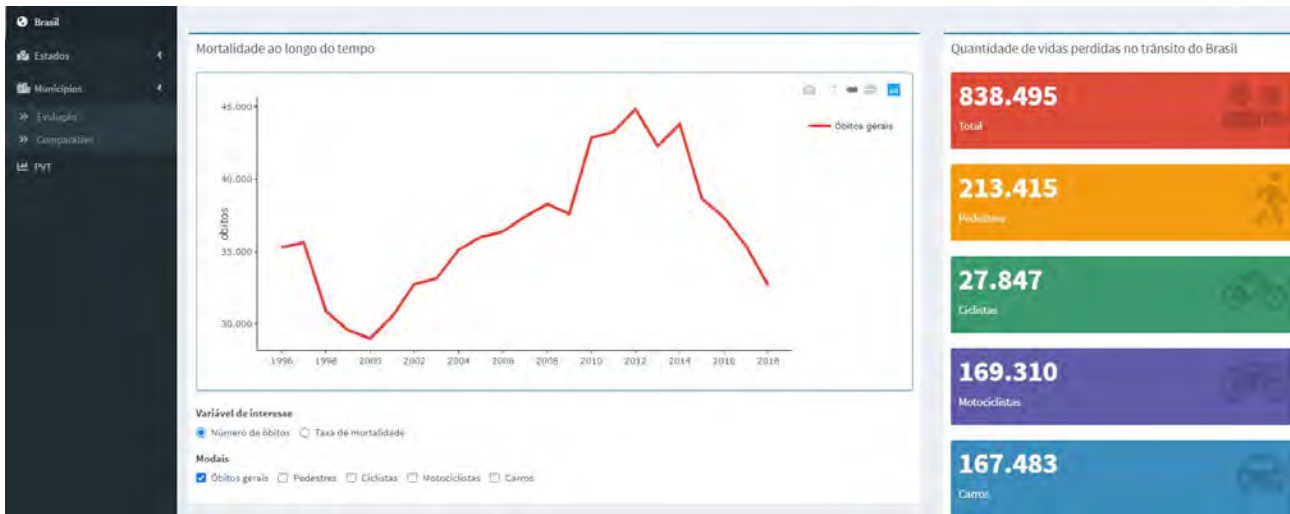 Brasil
Estados
Municípios
Evolução
Comparativo
PVT
Mortalidade ao longo do tempo
45.000
40.000
35.000
30.000
óbitos
1996 1998 2000 2002 2004 2006 2008 2010 2012 2014 2016 2018
Óbitos gerais
Variável de interesse
Número de óbitos Taxa de mortalidade
Modais
Óbitos gerais Pedestres Ciclistas Motociclistas Carros
Quantidade de vidas perdidas no trânsito do Brasil
838.495
Total
213.415
Pedestres
27.847
Ciclistas
169.310
Motociclistas
167.483
Carros